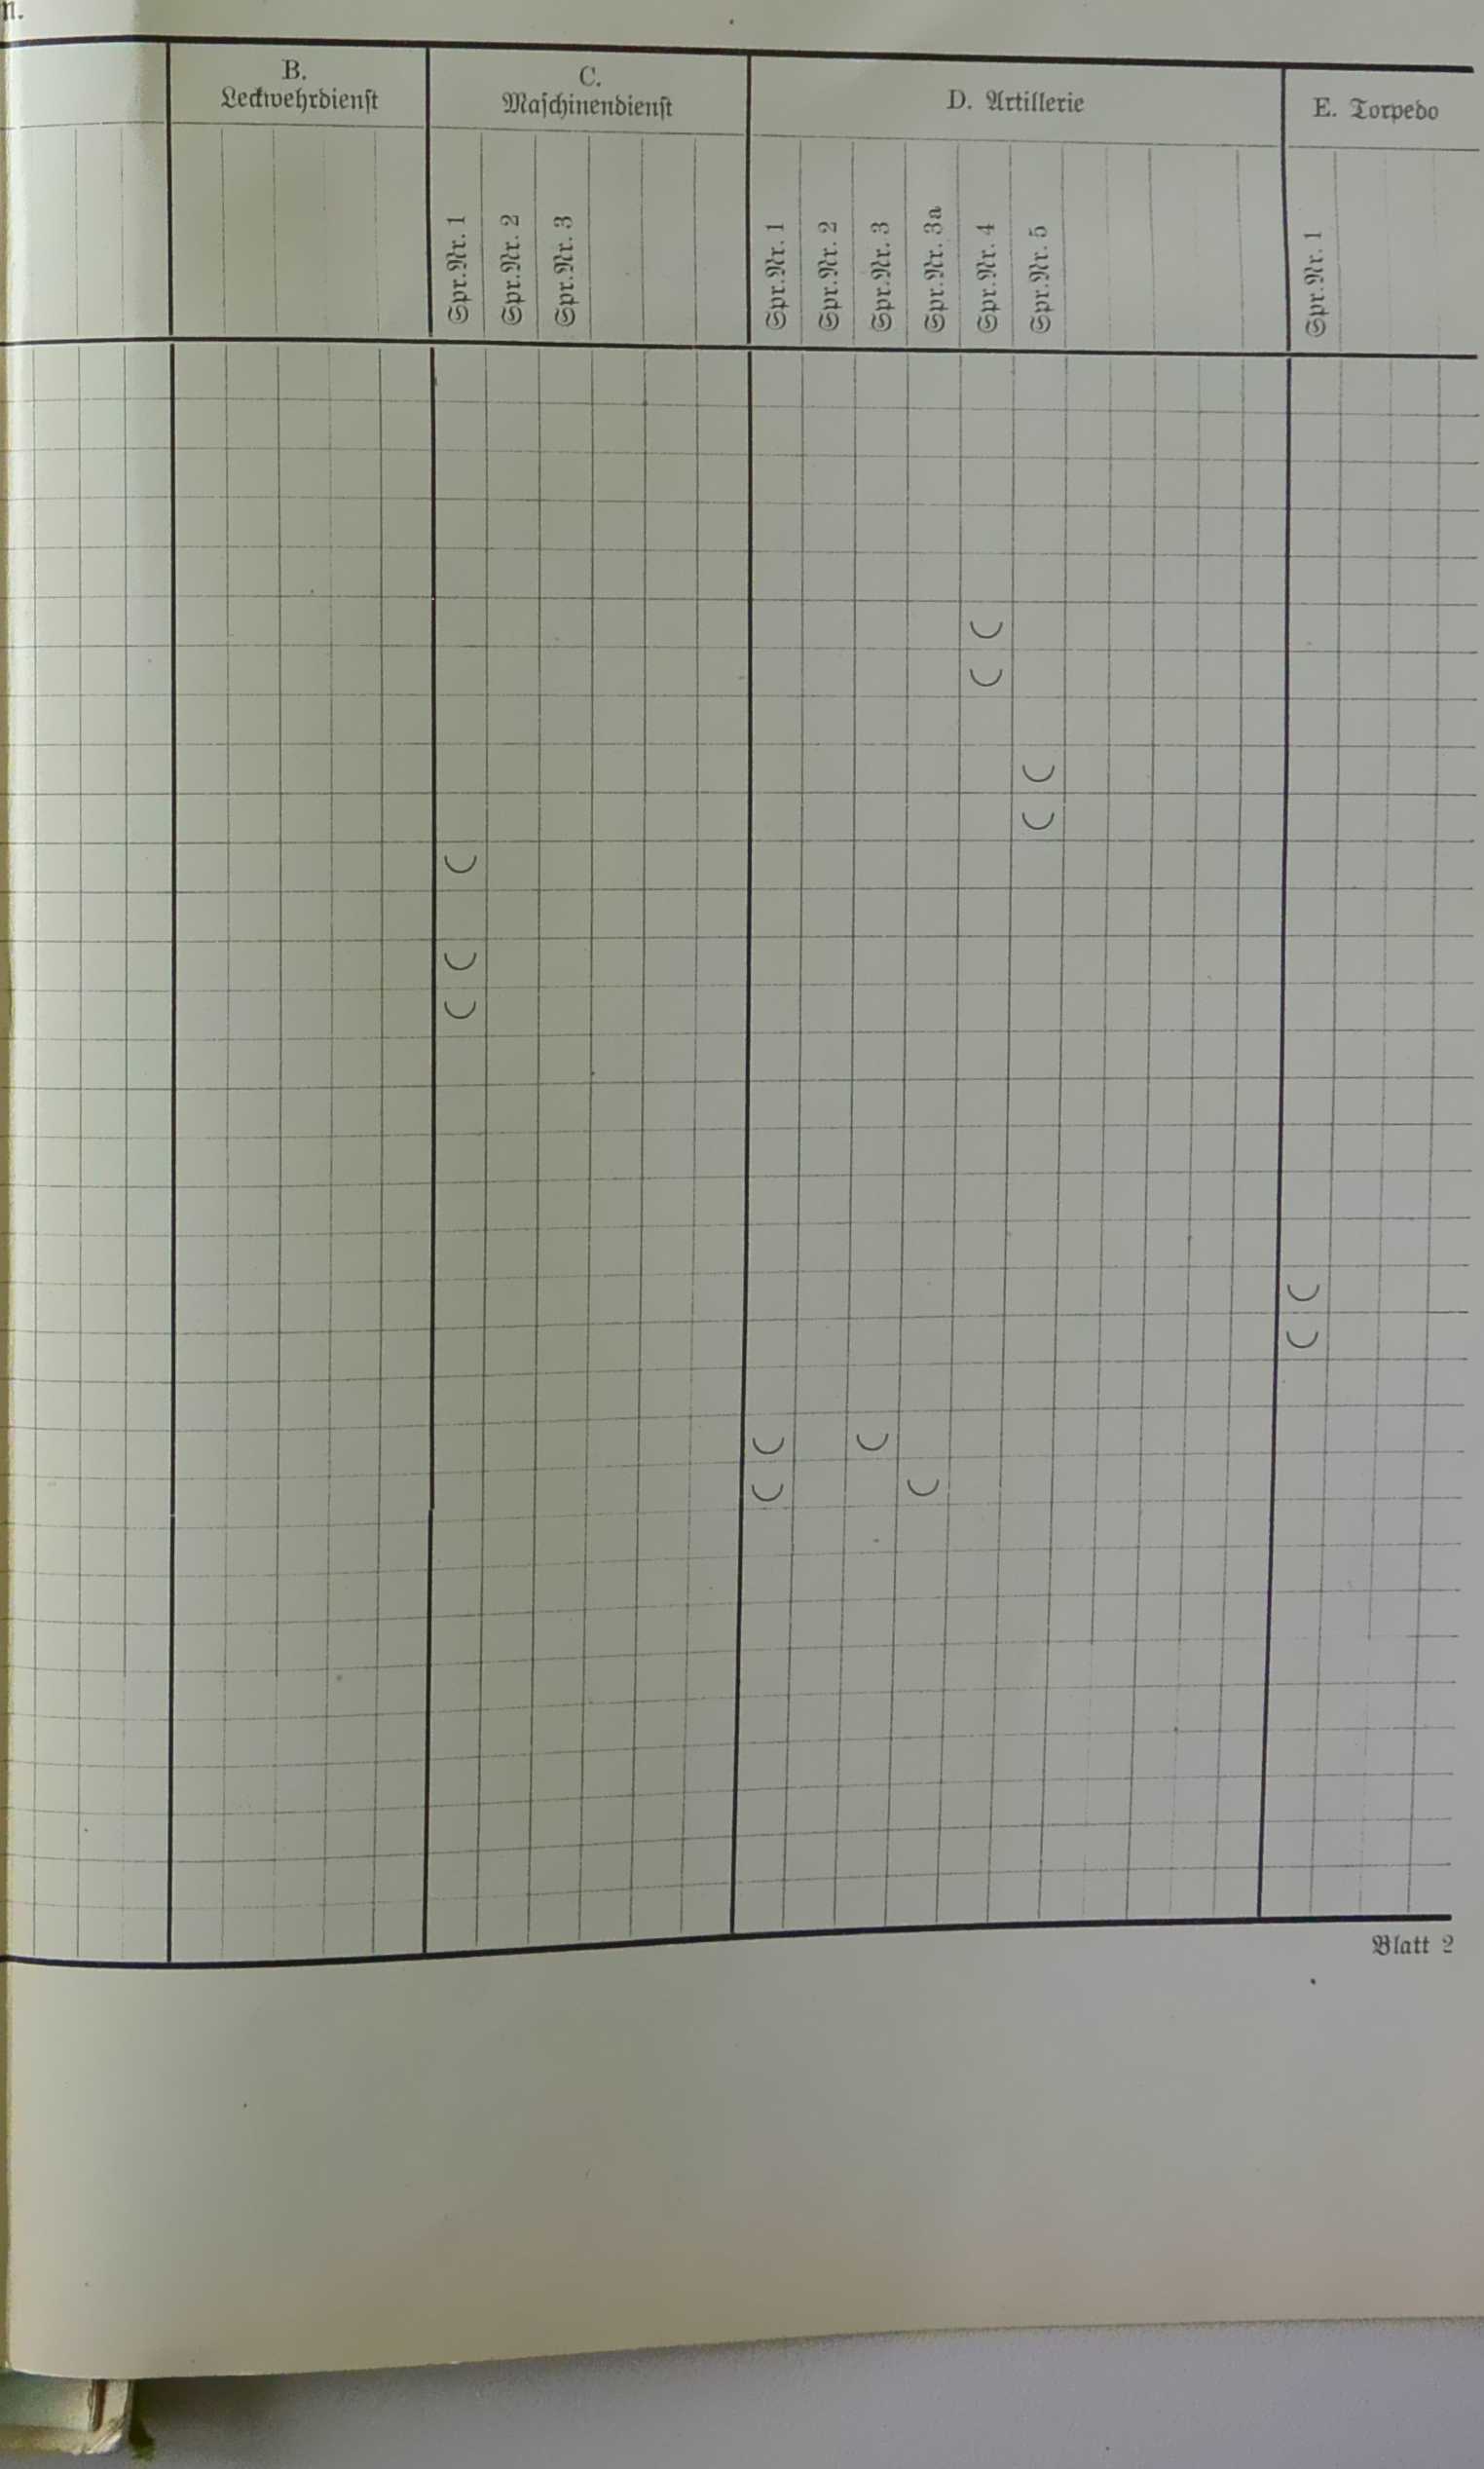 n.
B.
Leckwehrdienſt
C.
Maſchinendienſt
D. Artillerie
E. Torpedo
Spr.Nr. 1
Spr.Nr. 2
Spr.Nr. 3
Spr.Nr. 1
Spr.Nr. 2
Spr.Nr. 3
Spr.Nr. 3a
Spr.Nr. 4
Spr.Nr. 5
Spr.Nr. 1
Blatt 2